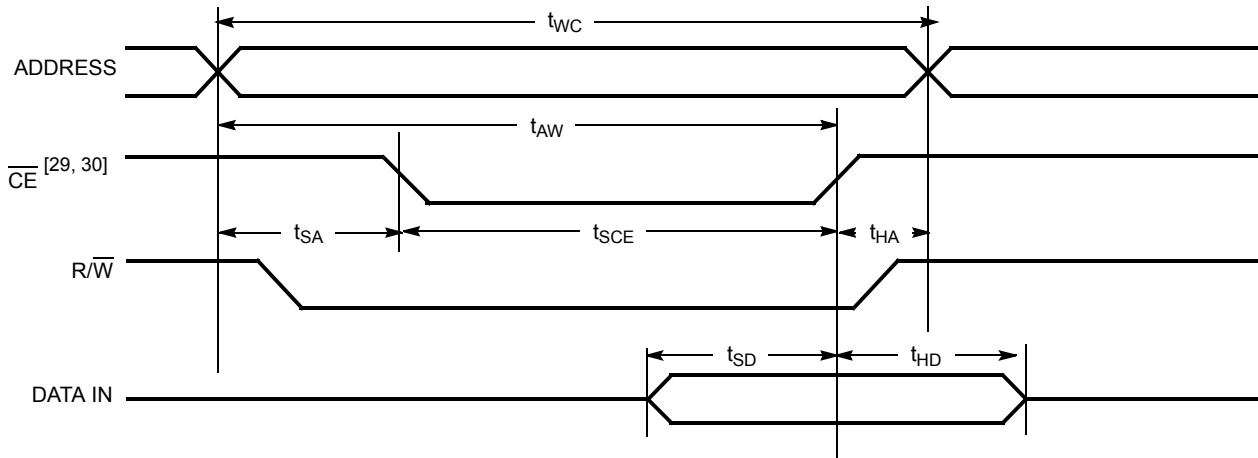 tWC
ADDRESS
tAW
CE [29, 30]
tSA
tSCE
tHA
R/W
tSD
tHD
DATA IN